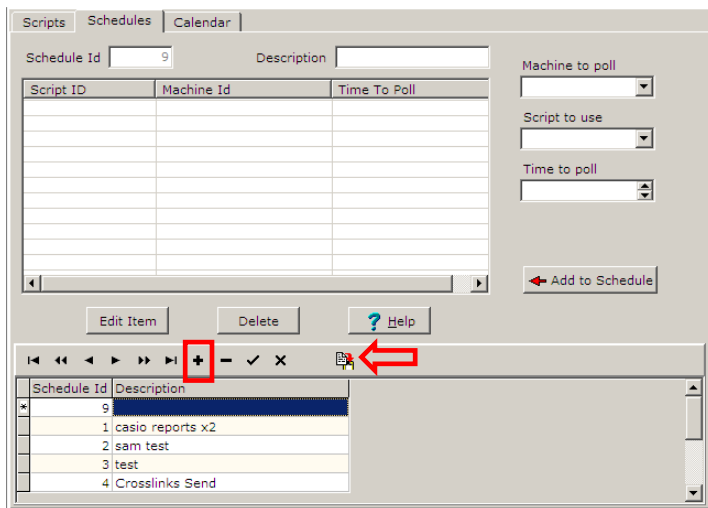 Scripts Schedules Calendar
Schedule Id 9 Description
Machine to poll
Script ID Machine Id Time To Poll
Script to use
Time to poll
Add to Schedule
Edit Item Delete ? Help
Schedule Id Description
* 9
1 casio reports x2
2 sam test
3 test
4 Crosslinks Send